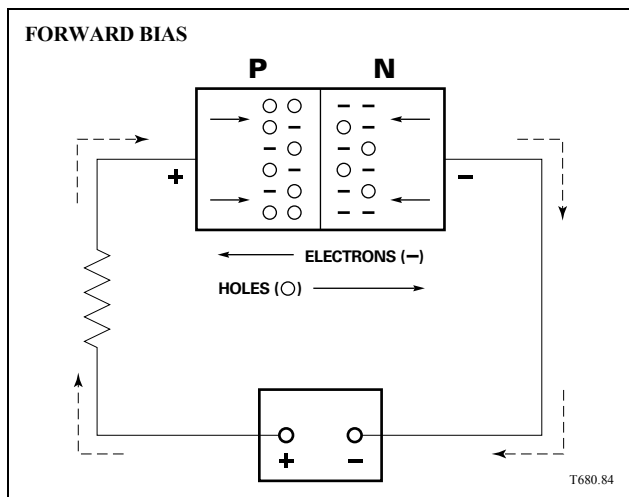 FORWARD BIAS
P N
+ −
ELECTRONS (−)
HOLES (○)
+ −
T680.84